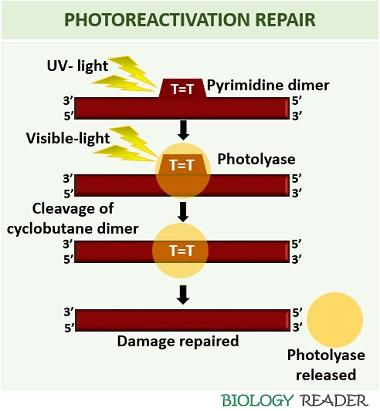 PHOTOREACTIVATION REPAIR
UV- light
T=T
Pyrimidine dimer
3’
5’
5’
3’
Visible-light
T=T
Photolyase
3’
5’
5’
3’
Cleavage of
cyclobutane dimer
3’
5’
T=T
5’
3’
3’
5’
5’
3’
Damage repaired
Photolyase
released
BIOLOGY READER